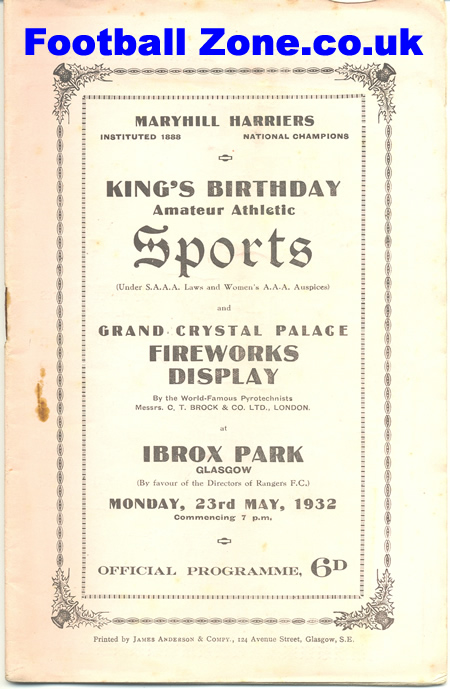 Football Zone.co.uk
MARYHILL HARRIERS
INSTITUTED 1888 NATIONAL CHAMPIONS
KING'S BIRTHDAY
Amateur Athletic
Sports
(Under S.A.A.A. Laws and Women's A.A.A. Auspices)
and
GRAND CRYSTAL PALACE
FIREWORKS
DISPLAY
By the World-Famous Pyrotechnists
Messrs. C. T. BROCK & CO. LTD., LONDON.
at
IBROX PARK
GLASGOW
(By favour of the Directors of Rangers F.C.)
MONDAY, 23rd MAY, 1932
Commencing 7 p.m.
OFFICIAL PROGRAMME, 6D
Printed by JAMES ANDERSON & COMPY., 124 Avenue Street, Glasgow, S.E.